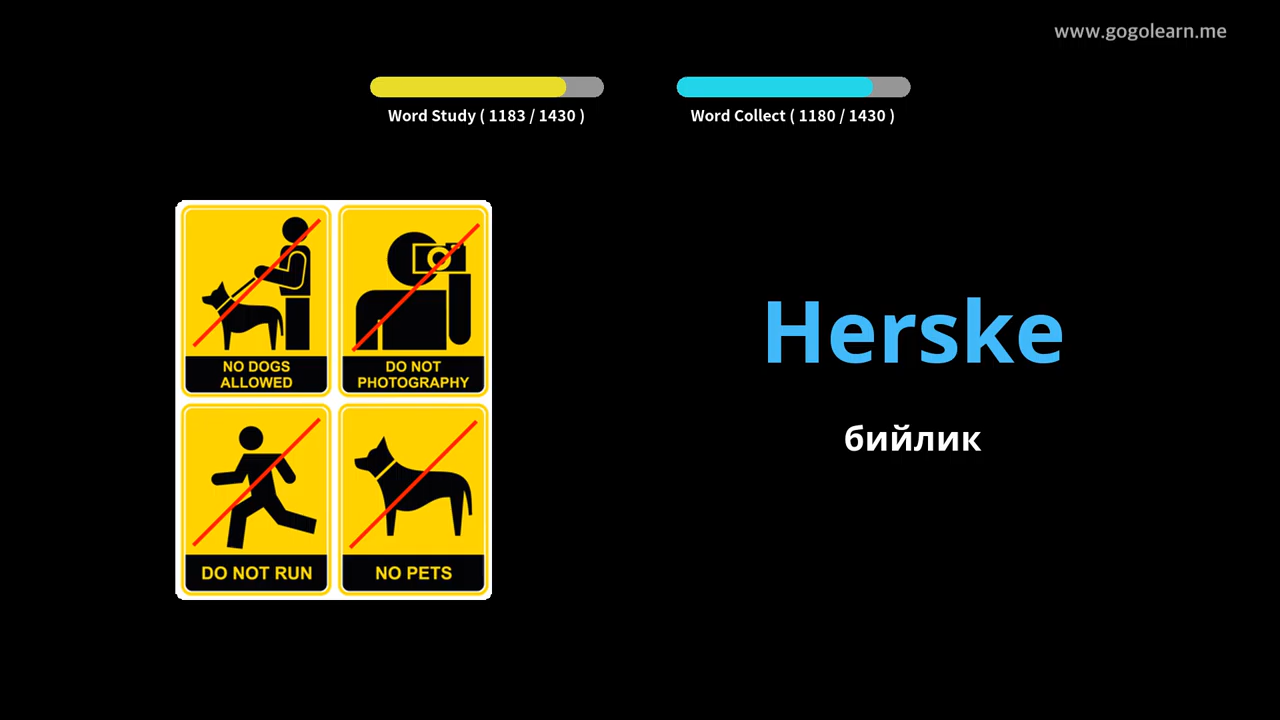 www.gogolearn.me
Word Study ( 1183 / 1430 )
Word Collect ( 1180 / 1430 )
NO DOGS
ALLOWED
DO NOT
PHOTOGRAPHY
DO NOT RUN
NO PETS
Herske
бийлик